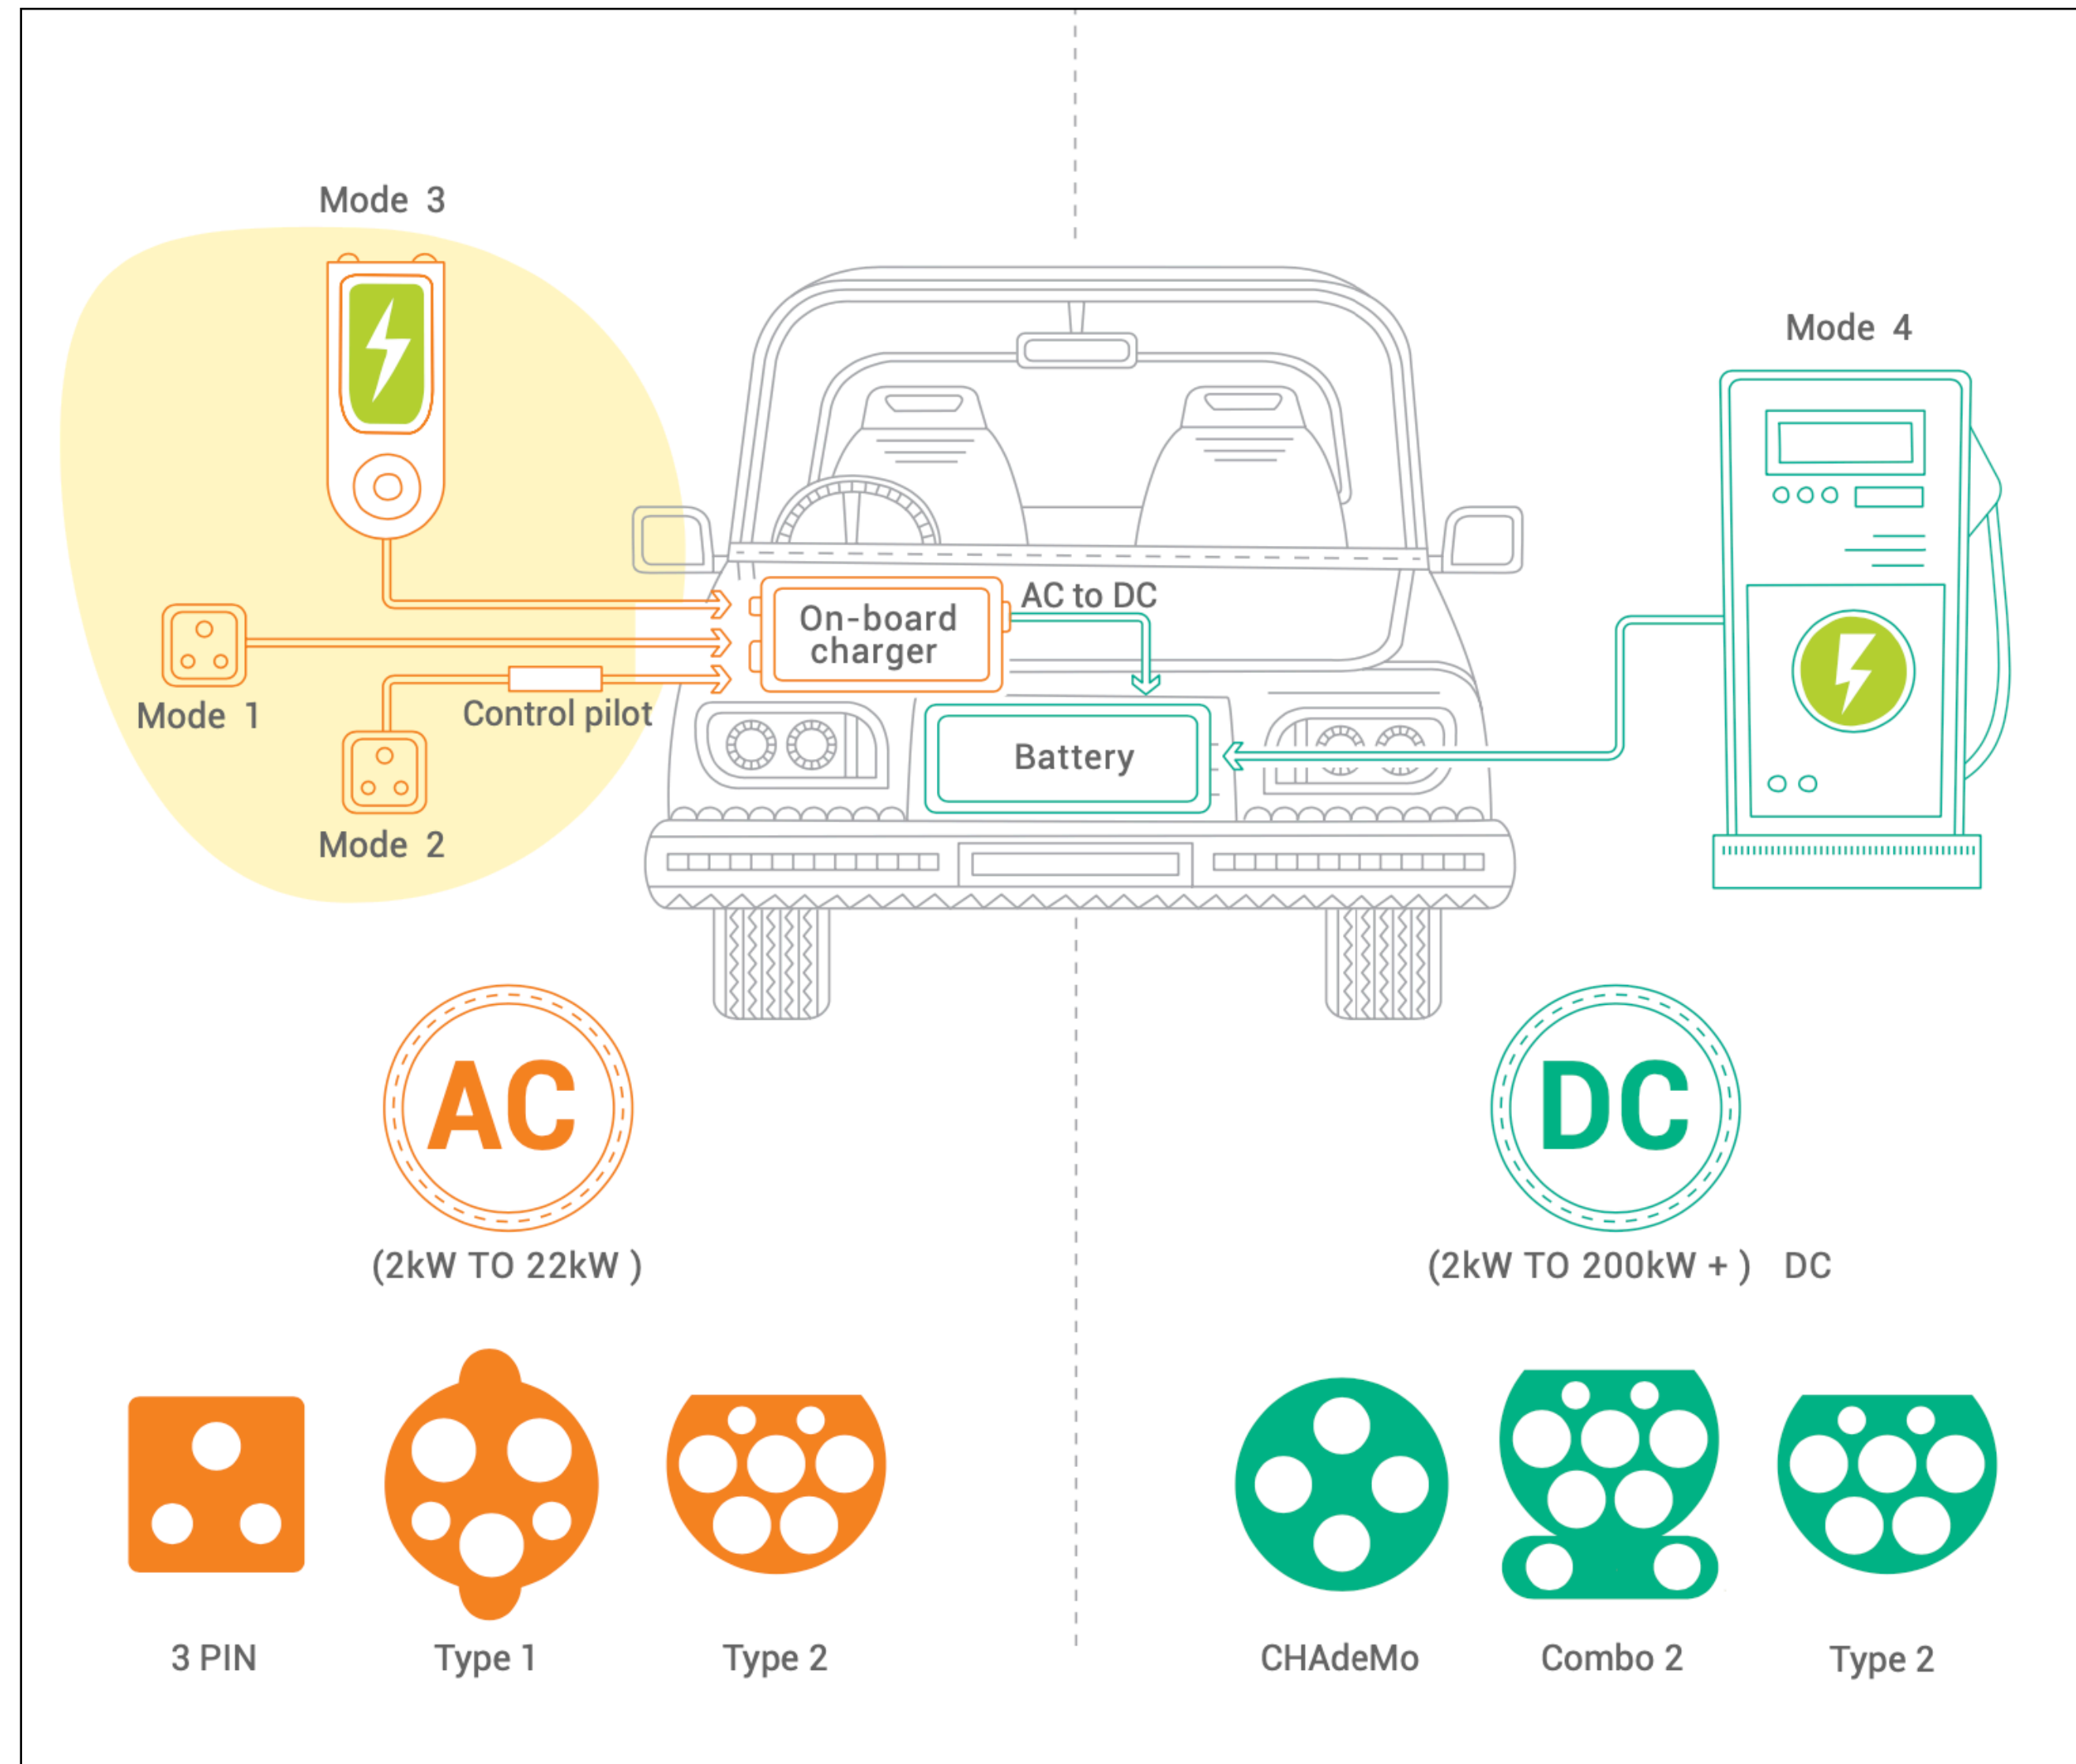 Mode 3
Mode 4
AC to DC
On-board
charger
Mode 1
Control pilot
Battery
Mode 2
AC
DC
(2kW TO 22kW )
(2kW TO 200kW + ) DC
3 PIN
Type 1
Type 2
CHAdeMo
Combo 2
Type 2